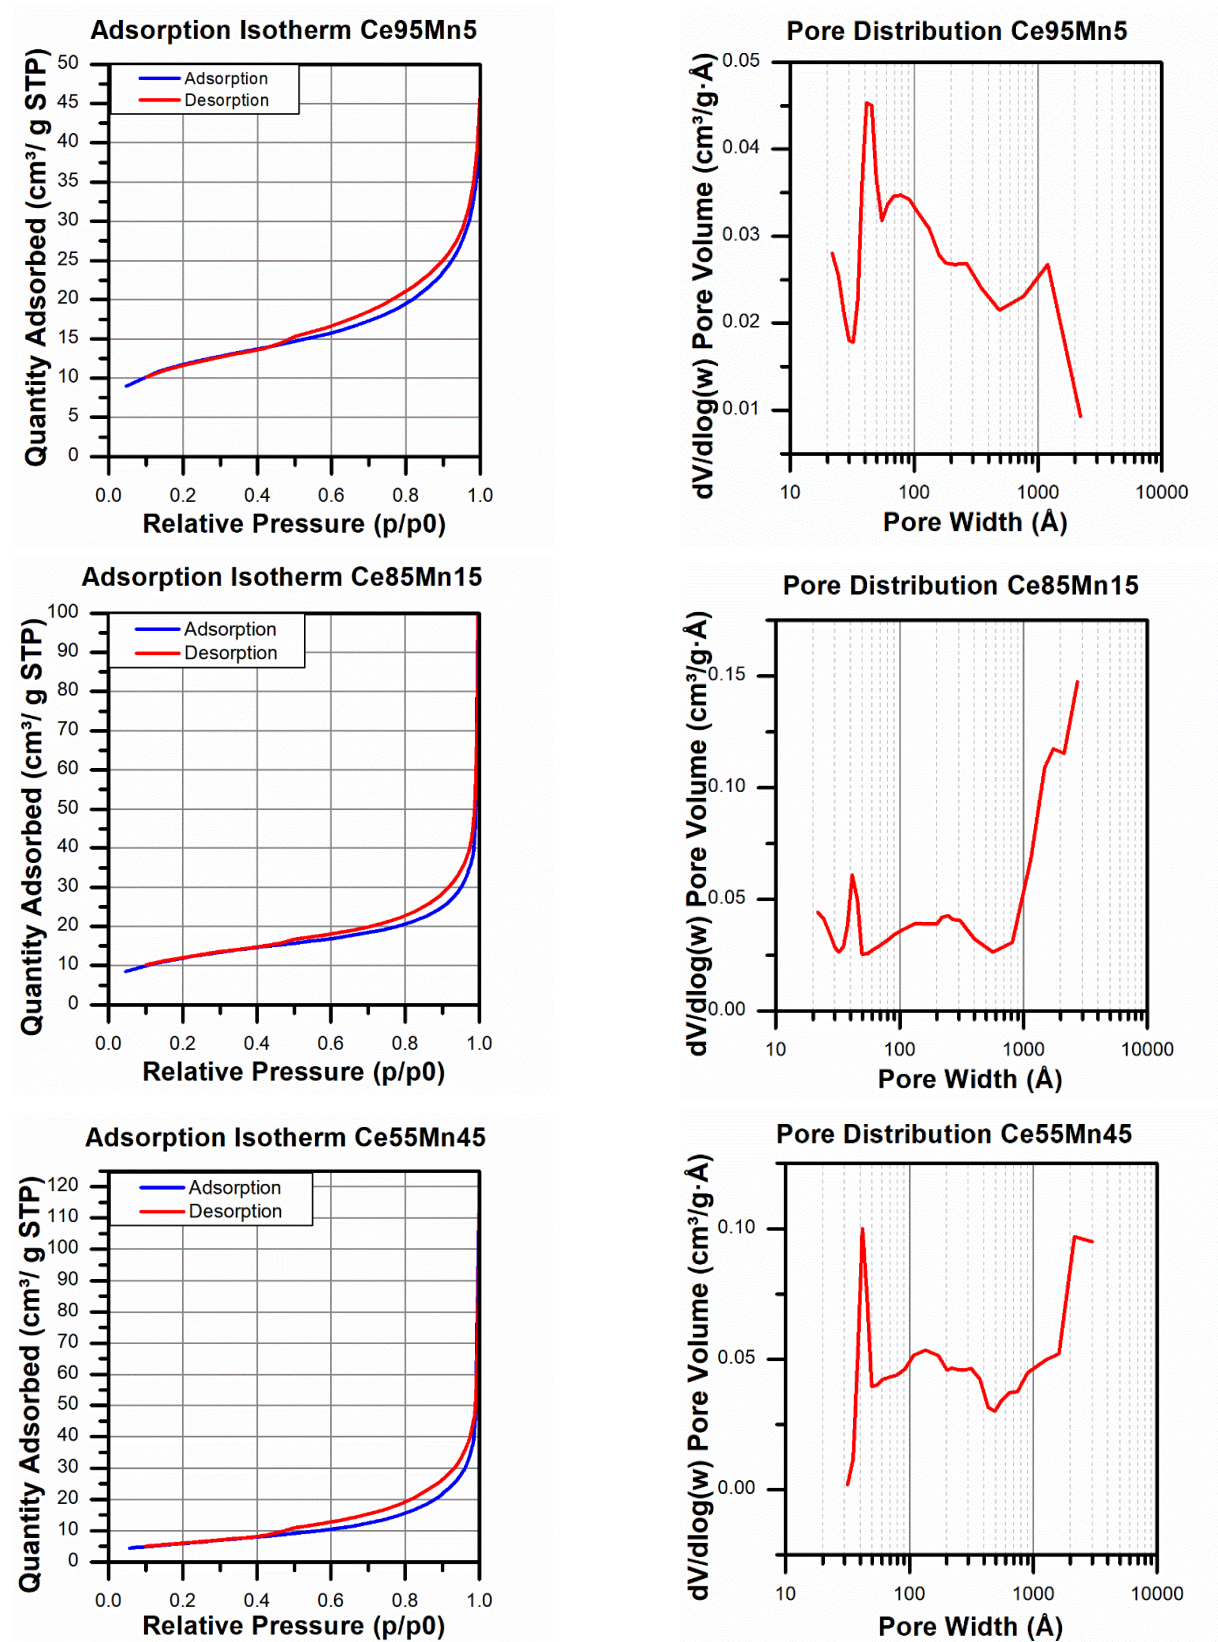 Adsorption Isotherm Ce95Mn5
Quantity Adsorbed (cm³/ g STP)
50
45
40
35
30
25
20
15
10
5
0
Adsorption
Desorption
0.0 0.2 0.4 0.6 0.8 1.0
Relative Pressure (p/p0)
Pore Distribution Ce95Mn5
dV/dlog(w) Pore Volume (cm³/g·Å)
0.05
0.04
0.03
0.02
0.01
10 100 1000 10000
Pore Width (Å)
Adsorption Isotherm Ce85Mn15
Quantity Adsorbed (cm³/ g STP)
100
90
80
70
60
50
40
30
20
10
0
Adsorption
Desorption
0.0 0.2 0.4 0.6 0.8 1.0
Relative Pressure (p/p0)
Pore Distribution Ce85Mn15
dV/dlog(w) Pore Volume (cm³/g·Å)
0.15
0.10
0.05
0.00
10 100 1000 10000
Pore Width (Å)
Adsorption Isotherm Ce55Mn45
Quantity Adsorbed (cm³/ g STP)
120
110
100
90
80
70
60
50
40
30
20
10
0
Adsorption
Desorption
0.0 0.2 0.4 0.6 0.8 1.0
Relative Pressure (p/p0)
Pore Distribution Ce55Mn45
dV/dlog(w) Pore Volume (cm³/g·Å)
0.10
0.05
0.00
10 100 1000 10000
Pore Width (Å)